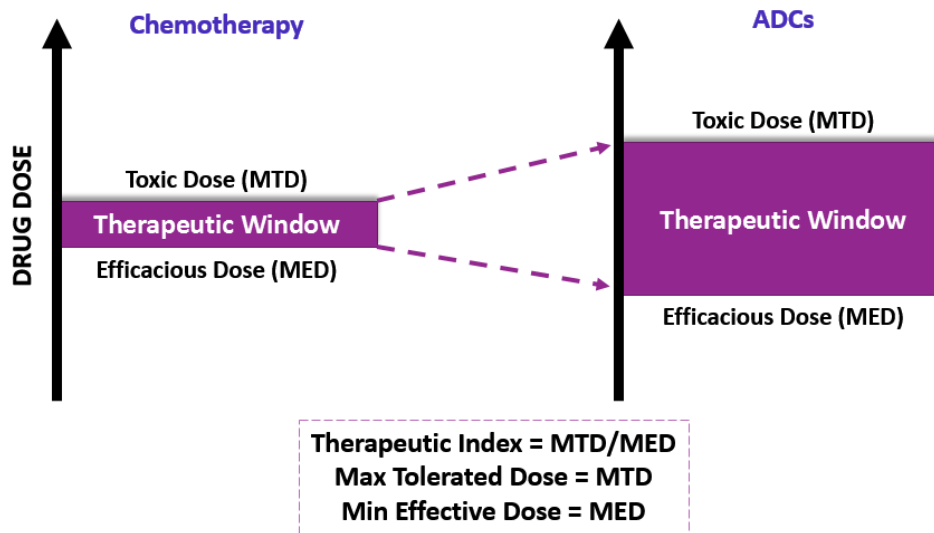 Chemotherapy
ADCs
DRUG DOSE
Toxic Dose (MTD)
Therapeutic Window
Efficacious Dose (MED)
Toxic Dose (MTD)
Therapeutic Window
Efficacious Dose (MED)
Therapeutic Index = MTD/MED
Max Tolerated Dose = MTD
Min Effective Dose = MED